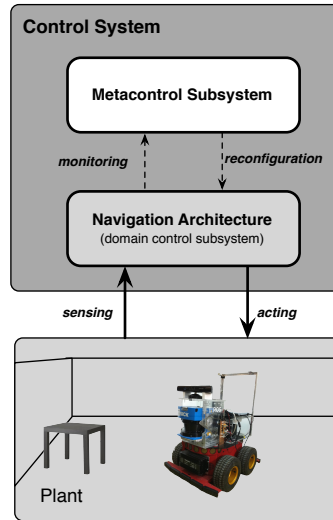 Control System
Metacontrol Subsystem
monitoring
reconfiguration
Navigation Architecture
(domain control subsystem)
sensing
acting
Plant